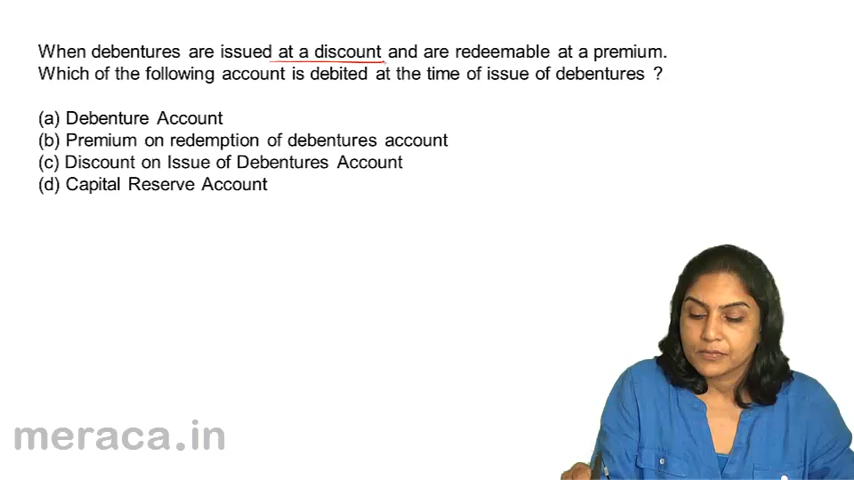 When debentures are issued at a discount and are redeemable at a premium.
Which of the following account is debited at the time of issue of debentures ?
(a) Debenture Account
(b) Premium on redemption of debentures account
(c) Discount on Issue of Debentures Account
(d) Capital Reserve Account
meraca.in